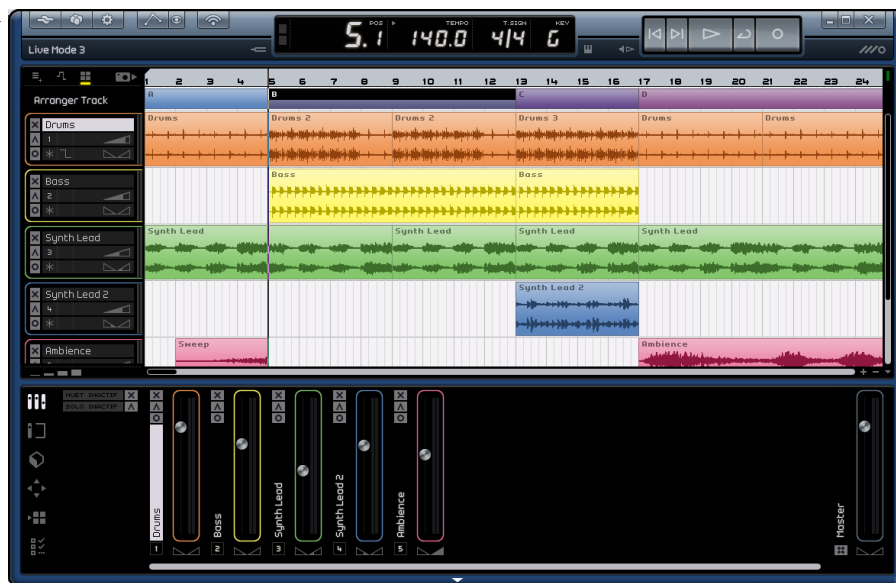 POS TEMPO T.SIGN KEY
5.1 140.0 4/4 G
Live Mode 3
1 2 3 4 5 6 7 8 9 10 11 12 13 14 15 16 17 18 19 20 21 22 23 24
Arranger Track
A B C D
Drums
1
Drums Drums 2 Drums 2 Drums 3 Drums Drums
Bass
2
Bass Bass
Synth Lead
3
Synth Lead Synth Lead Synth Lead Synth Lead
Synth Lead 2
4
Synth Lead 2
Ambience
Sweep Ambience
MUET INACTIF X
SOLO INACTIF
Drums
Bass
Synth Lead
Synth Lead 2
Ambience
Master
1 2 3 4 5